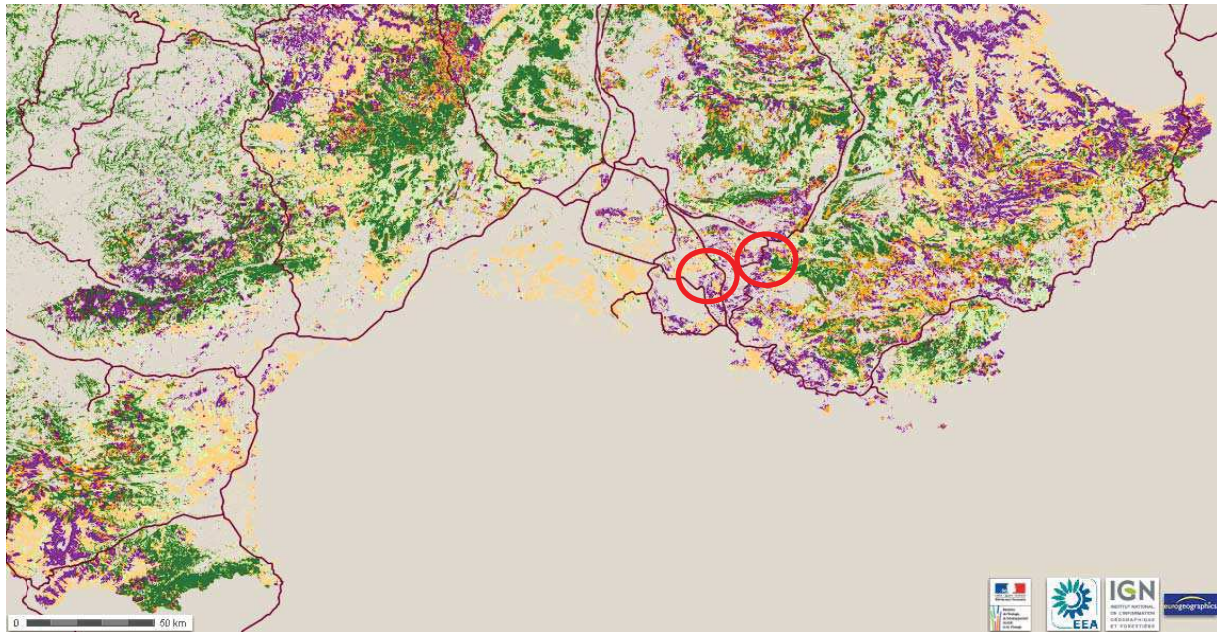 0 50 km
EEA
IGN
INSTITUT NATIONAL
DE L'INFORMATION
GÉOGRAPHIQUE
ET FORESTIÈRE
eurogeographics